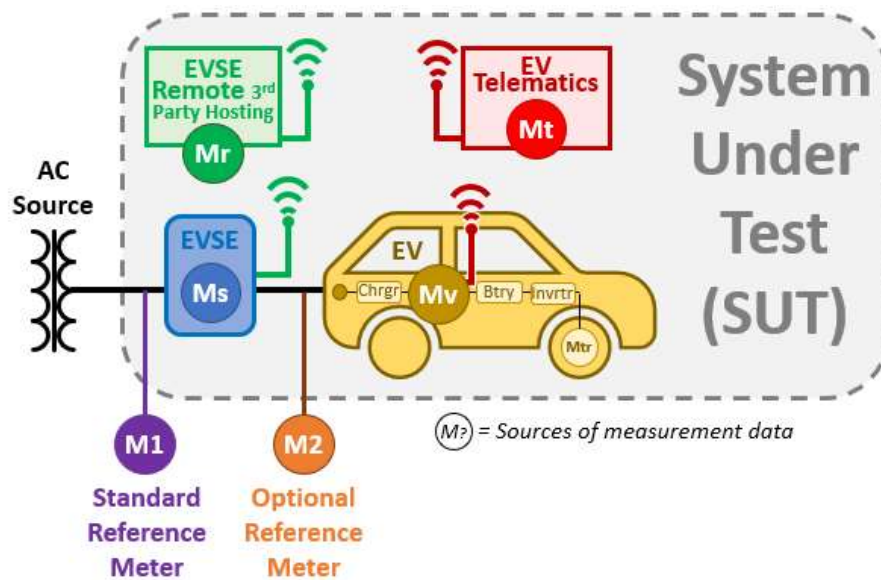 EVSE
Remote 3rd
Party Hosting
Mr
EV
Telematics
Mt
System
Under
Test
(SUT)
AC
Source
EVSE
Ms
EV
Chrgr
Mv
Btry
Invrtr
Mtr
M1
M2
M? = Sources of measurement data
Standard
Reference
Meter
Optional
Reference
Meter